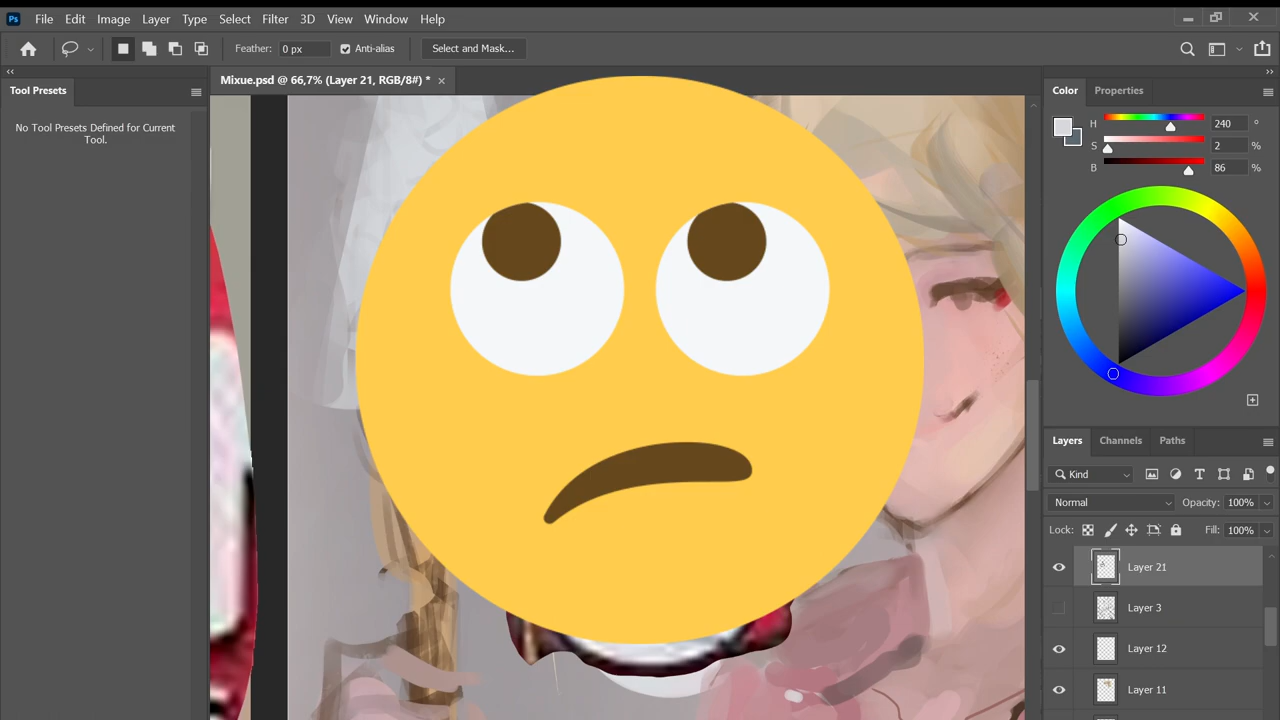 Ps File Edit Image Layer Type Select Filter 3D View Window Help
Feather: 0 px Anti-alias Select and Mask...
Tool Presets
Mixue.psd @ 66,7% (Layer 21, RGB/8#) *
No Tool Presets Defined for Current
Tool.
Color Properties
H 240 °
S 2 %
B 86 %
Layers Channels Paths
Kind
Normal Opacity: 100%
Lock: Fill: 100%
Layer 21
Layer 3
Layer 12
Layer 11